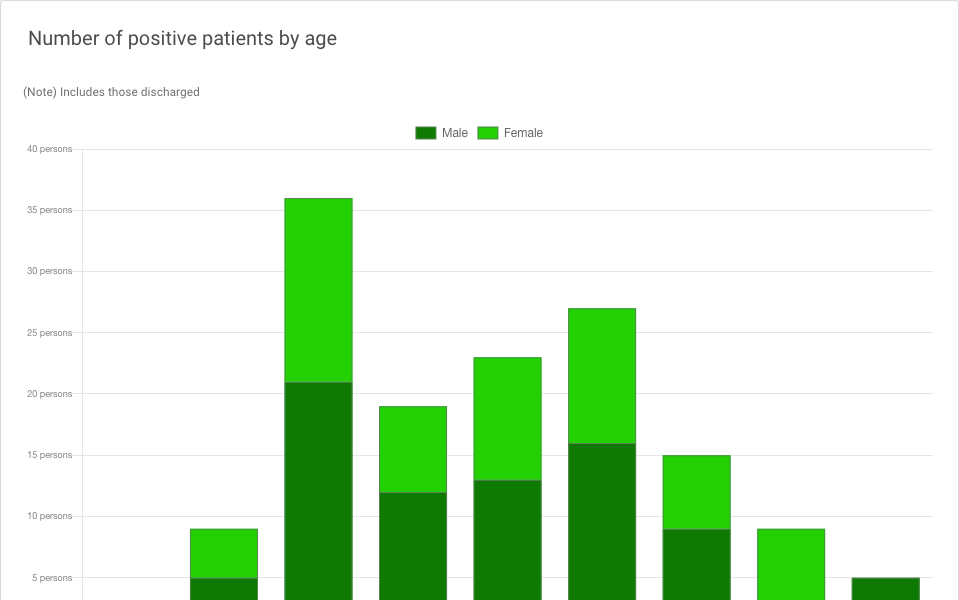 Number of positive patients by age
(Note) Includes those discharged
Male Female
40 persons
35 persons
30 persons
25 persons
20 persons
15 persons
10 persons
5 persons